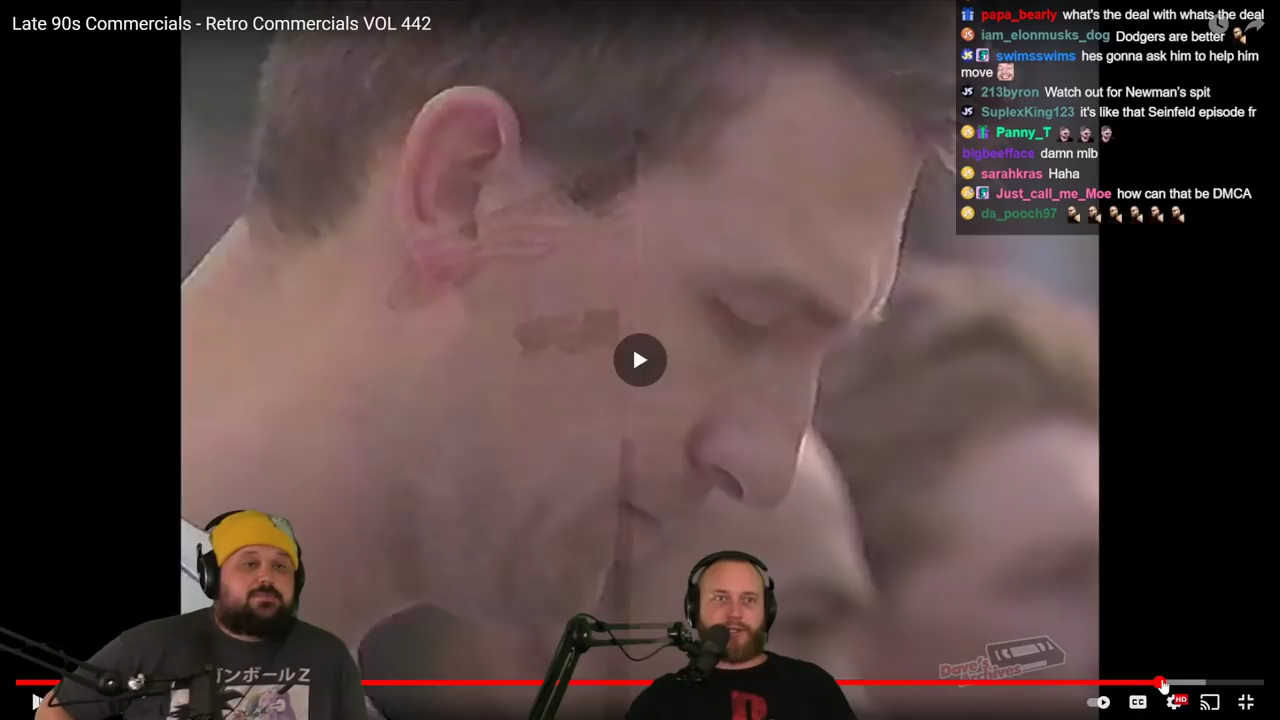 Late 90s Commercials - Retro Commercials VOL 442
papa_bearly what's the deal with whats the deal
iam_elonmusks_dog Dodgers are better
swimsswims hes gonna ask him to help him
move
213byron Watch out for Newman's spit
SuplexKing123 it's like that Seinfeld episode fr
Panny_T
bigbeefface damn mlb
sarahkras Haha
Just_call_me_Moe how can that be DMCA
da_pooch97
Dave's
Archives
ンボールZ
CC
HD